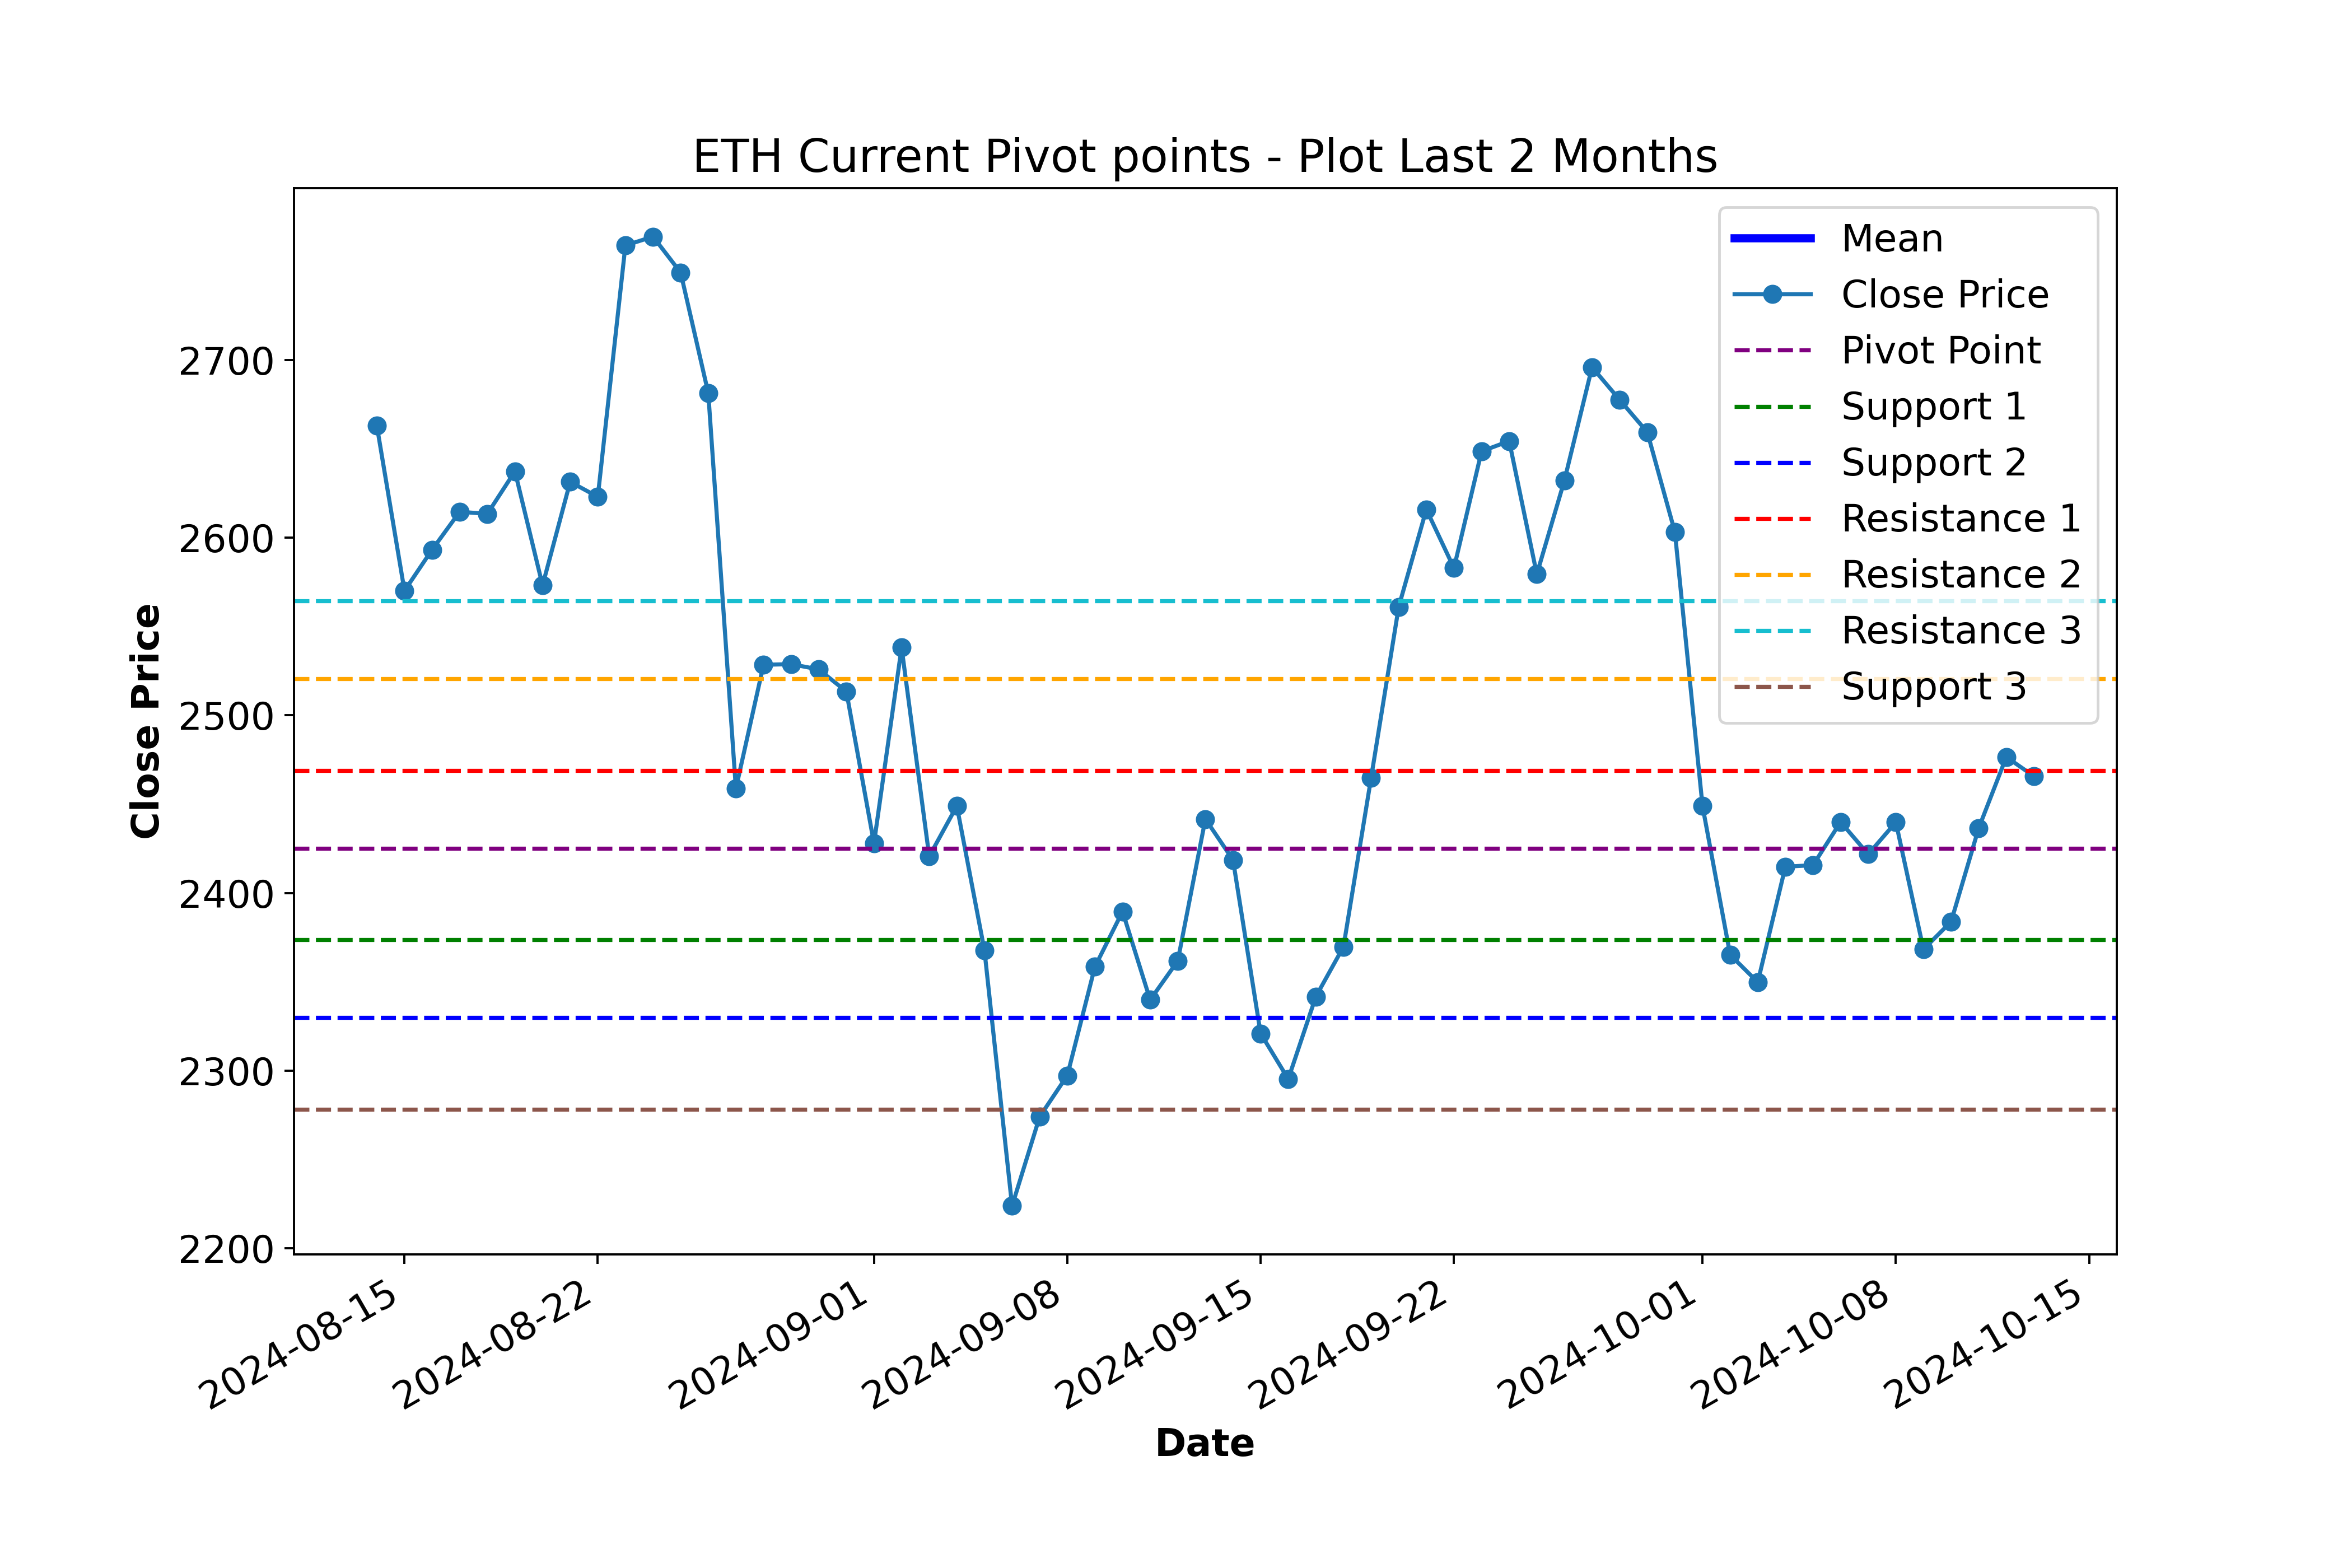 ETH Current Pivot points - Plot Last 2 Months
Mean
Close Price
Pivot Point
Support 1
Support 2
Resistance 1
Resistance 2
Resistance 3
Support 3
Close Price
2700
2600
2500
2400
2300
2200
2024-08-15
2024-08-22
2024-09-01
2024-09-08
2024-09-15
2024-09-22
2024-10-01
2024-10-08
2024-10-15
Date